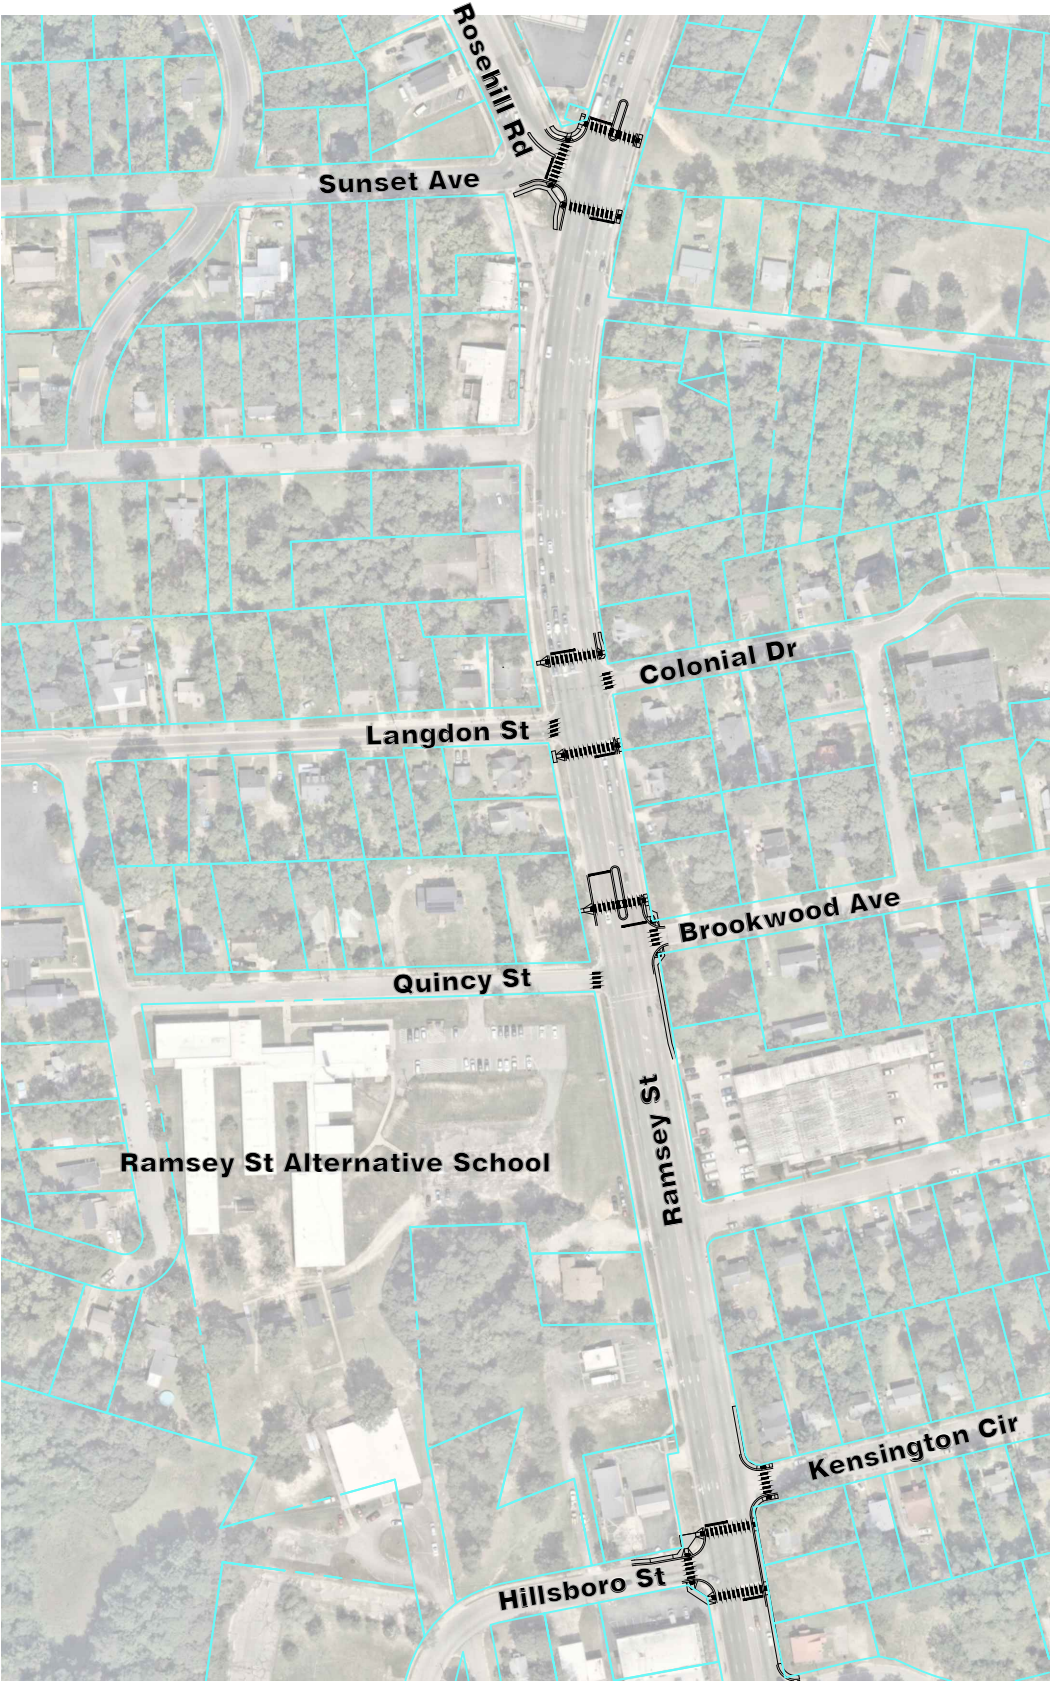 Rosehill Rd
Sunset Ave
Colonial Dr
Langdon St
Brookwood Ave
Quincy St
Ramsey St
Ramsey St Alternative School
Kensington Cir
Hillsboro St